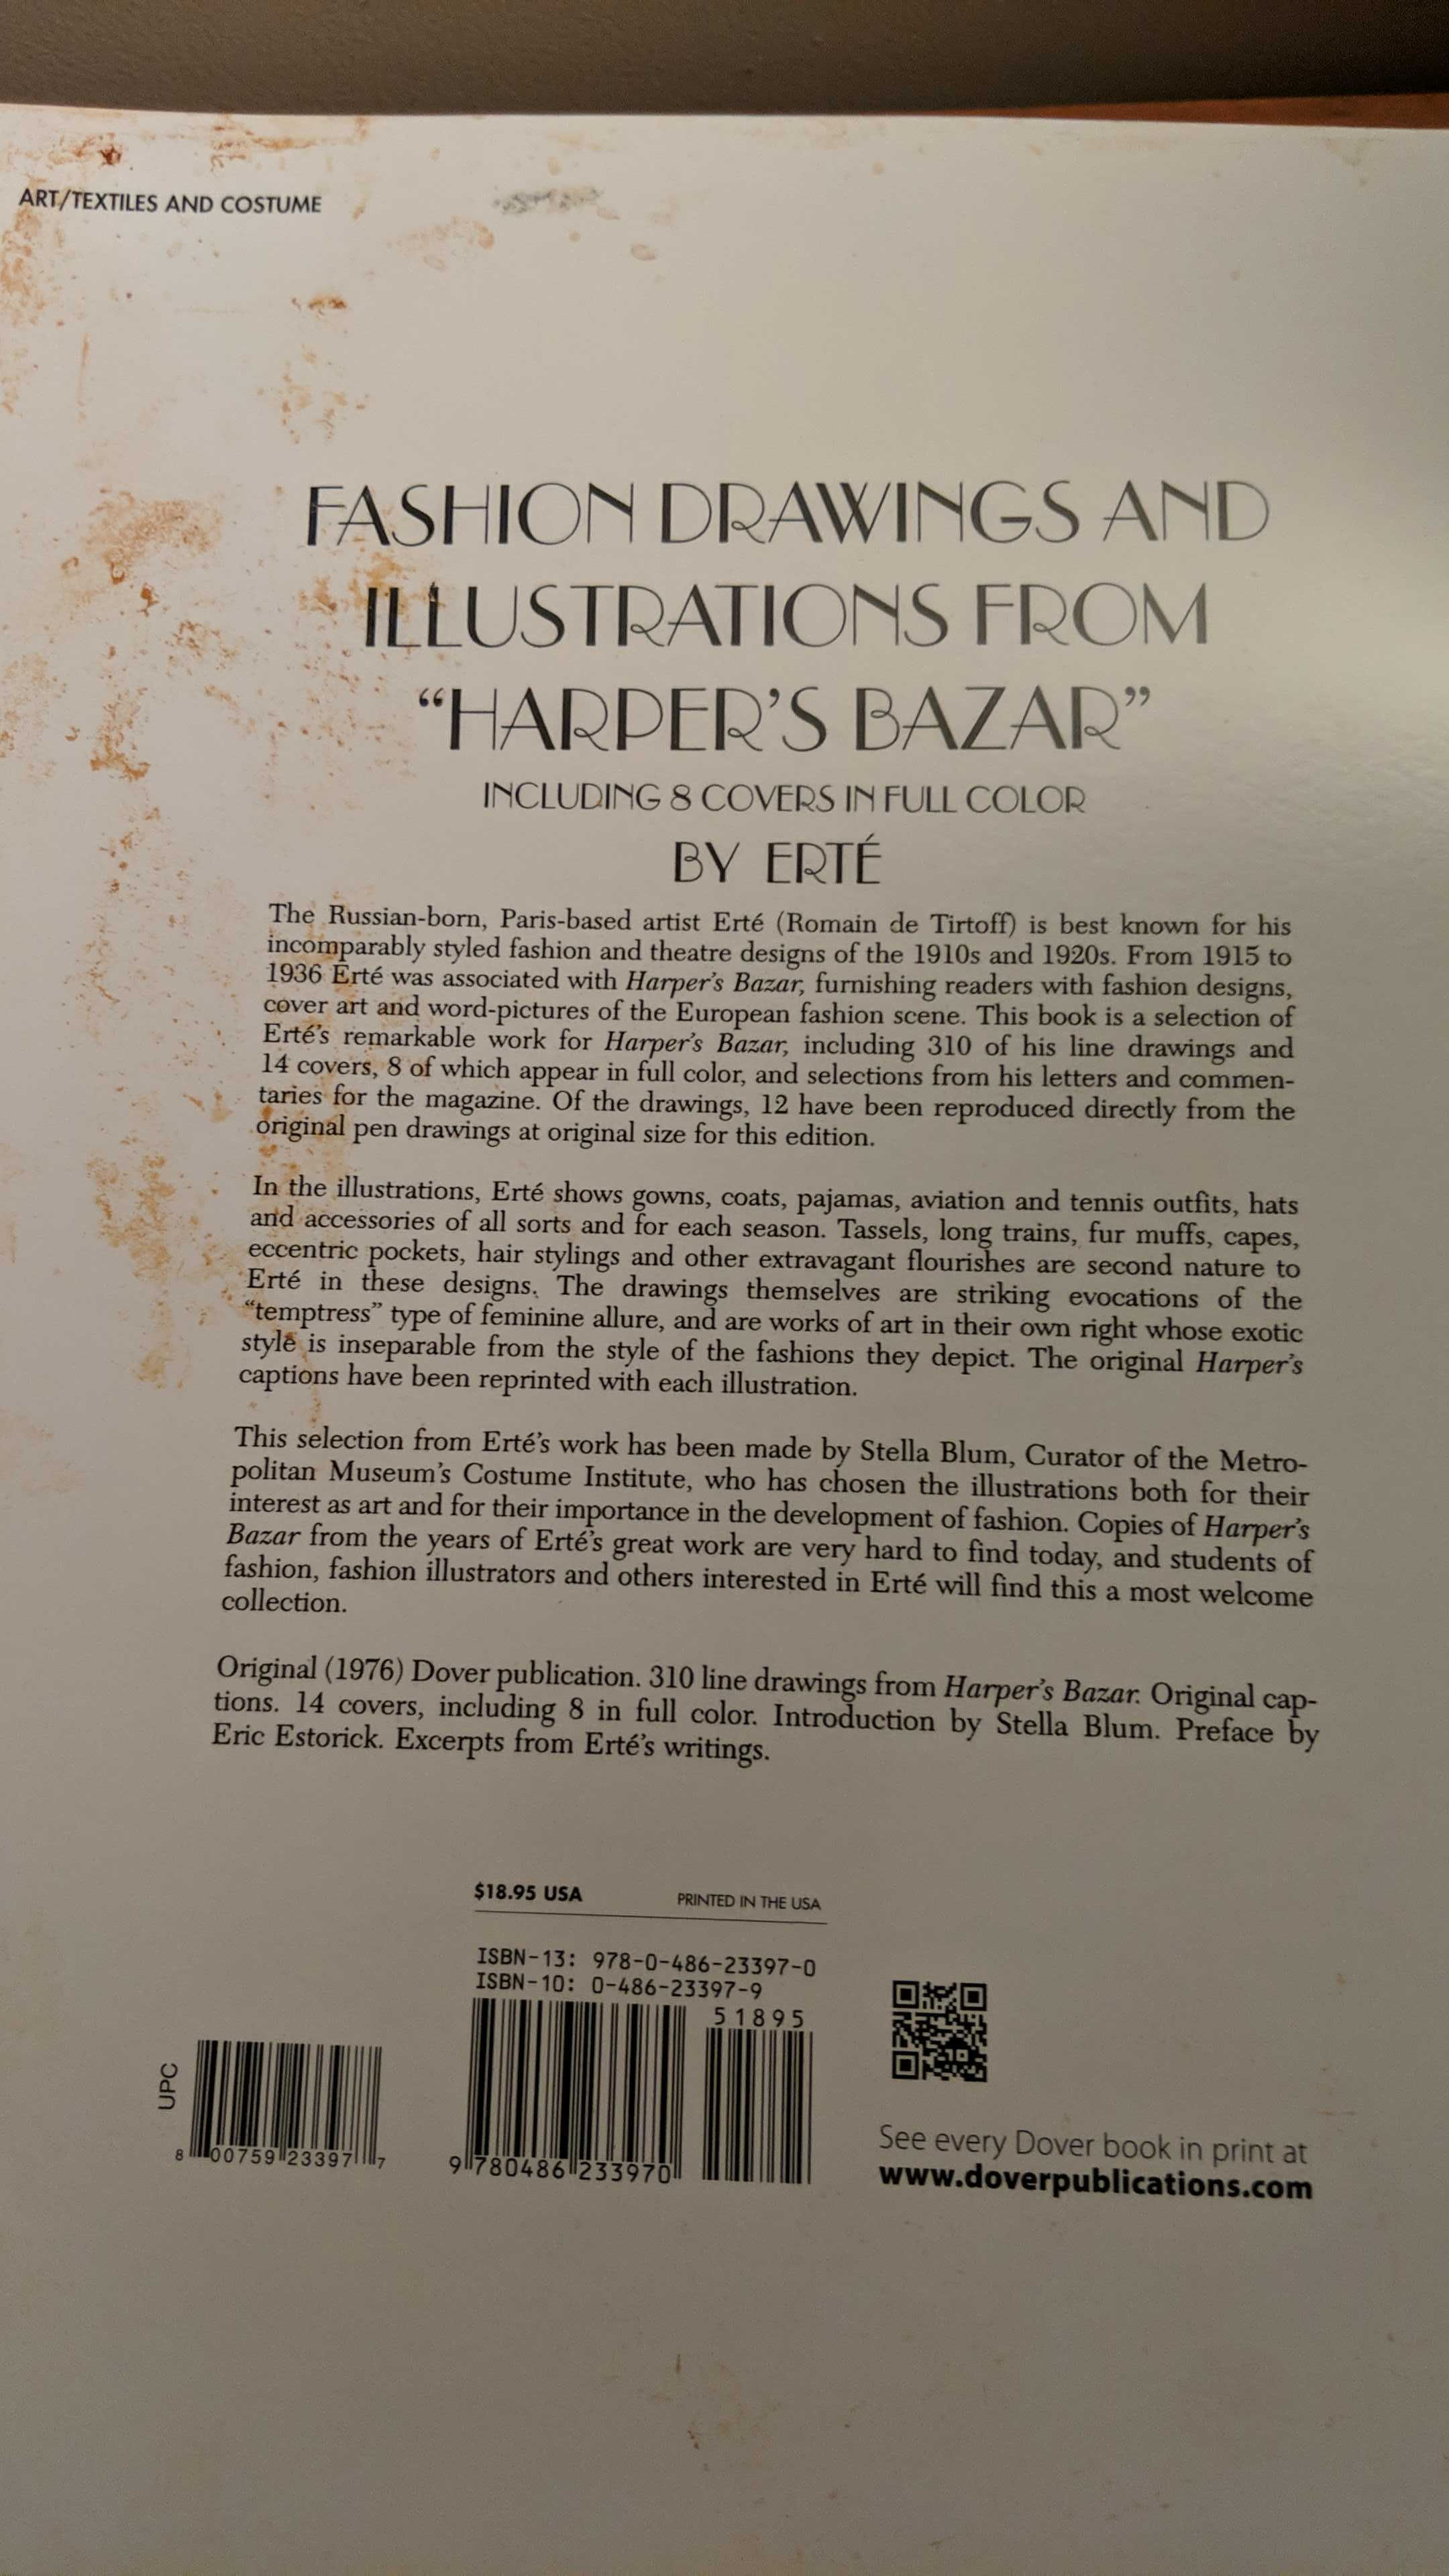 ART/TEXTILES AND COSTUME
FASHION DRAWINGS AND
ILLUSTRATIONS FROM
“HARPER’S BAZAR”
INCLUDING 8 COVERS IN FULL COLOR
BY ERTÉ
The Russian-born, Paris-based artist Erté (Romain de Tirtoff) is best known for his
incomparably styled fashion and theatre designs of the 1910s and 1920s. From 1915 to
1936 Erté was associated with Harper’s Bazar, furnishing readers with fashion designs,
cover art and word-pictures of the European fashion scene. This book is a selection of
Erté’s remarkable work for Harper’s Bazar, including 310 of his line drawings and
14 covers, 8 of which appear in full color, and selections from his letters and commen-
taries for the magazine. Of the drawings, 12 have been reproduced directly from the
original pen drawings at original size for this edition.
In the illustrations, Erté shows gowns, coats, pajamas, aviation and tennis outfits, hats
and accessories of all sorts and for each season. Tassels, long trains, fur muffs, capes,
eccentric pockets, hair stylings and other extravagant flourishes are second nature to
Erté in these designs. The drawings themselves are striking evocations of the
“temptress” type of feminine allure, and are works of art in their own right whose exotic
style is inseparable from the style of the fashions they depict. The original Harper’s
captions have been reprinted with each illustration.
This selection from Erté’s work has been made by Stella Blum, Curator of the Metro-
politan Museum’s Costume Institute, who has chosen the illustrations both for their
interest as art and for their importance in the development of fashion. Copies of Harper’s
Bazar from the years of Erté’s great work are very hard to find today, and students of
fashion, fashion illustrators and others interested in Erté will find this a most welcome
collection.
Original (1976) Dover publication. 310 line drawings from Harper’s Bazar. Original cap-
tions. 14 covers, including 8 in full color. Introduction by Stella Blum. Preface by
Eric Estorick. Excerpts from Erté’s writings.
$18.95 USA PRINTED IN THE USA
ISBN-13: 978-0-486-23397-0
ISBN-10: 0-486-23397-9
51895
UPC
8 00759 23397 7
9 780486 233970
See every Dover book in print at
www.doverpublications.com